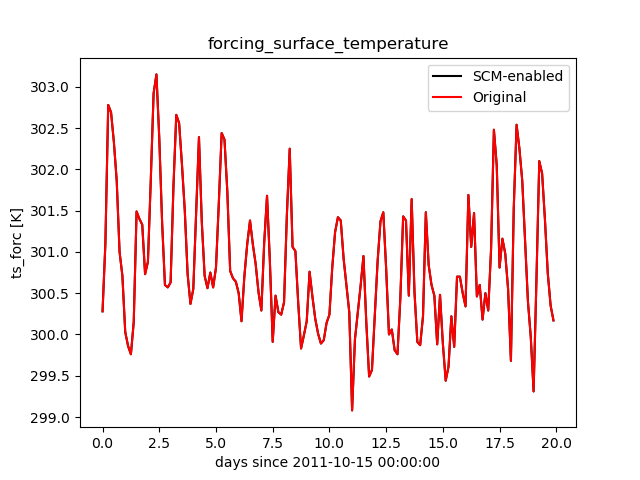 forcing_surface_temperature
SCM-enabled
Original
ts_forc [K]
303.0
302.5
302.0
301.5
301.0
300.5
300.0
299.5
299.0
0.0 2.5 5.0 7.5 10.0 12.5 15.0 17.5 20.0
days since 2011-10-15 00:00:00